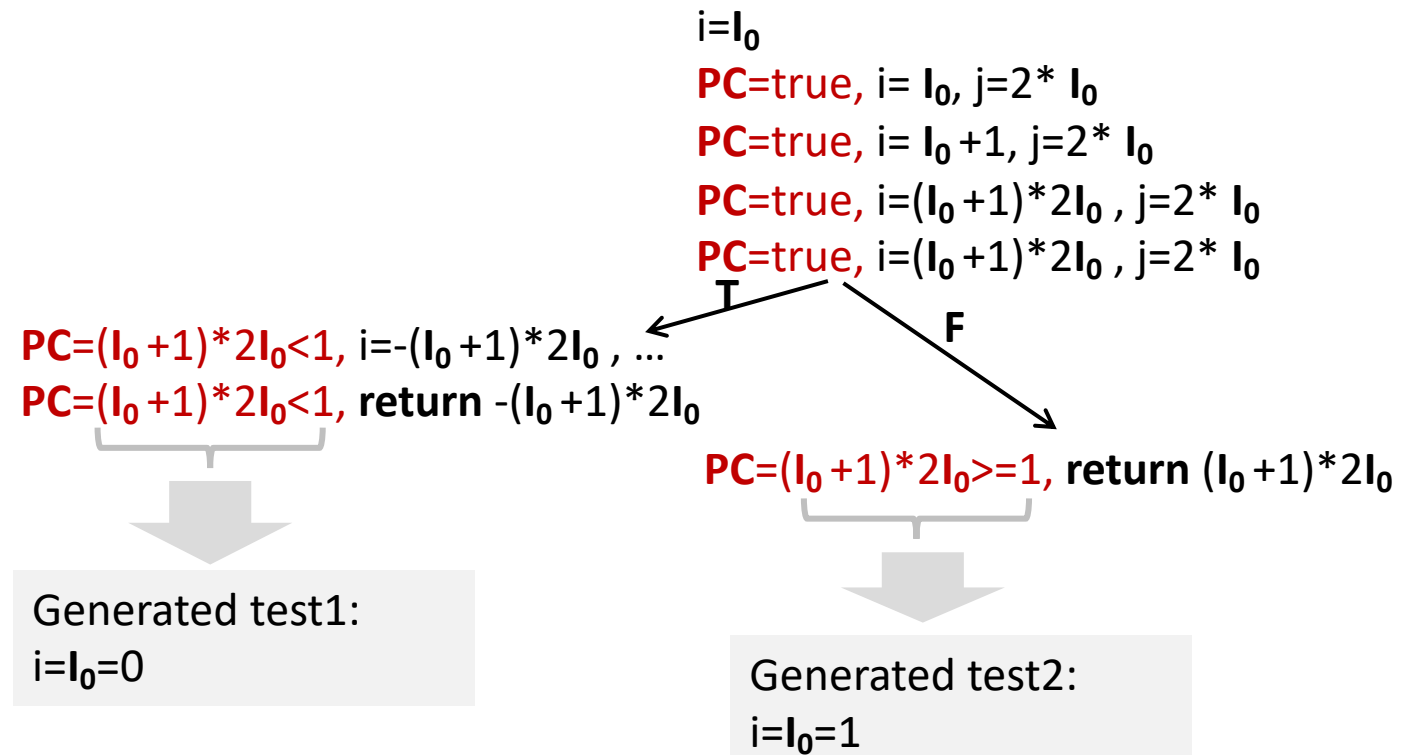 i=I₀
PC=true, i= I₀, j=2* I₀
PC=true, i= I₀ +1, j=2* I₀
PC=true, i=(I₀ +1)*2I₀ , j=2* I₀
PC=true, i=(I₀ +1)*2I₀ , j=2* I₀
T
F
PC=(I₀ +1)*2I₀<1, i=-(I₀ +1)*2I₀ , ...
PC=(I₀ +1)*2I₀<1, return -(I₀ +1)*2I₀
PC=(I₀ +1)*2I₀>=1, return (I₀ +1)*2I₀
Generated test1:
i=I₀=0
Generated test2:
i=I₀=1